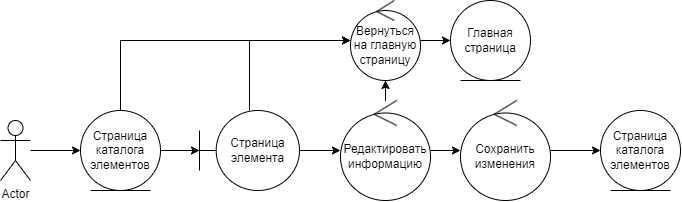 Вернуться
на главную
страницу
Главная
страница
Actor
Страница
каталога
элементов
Страница
элемента
Редактировать
информацию
Сохранить
изменения
Страница
каталога
элементов